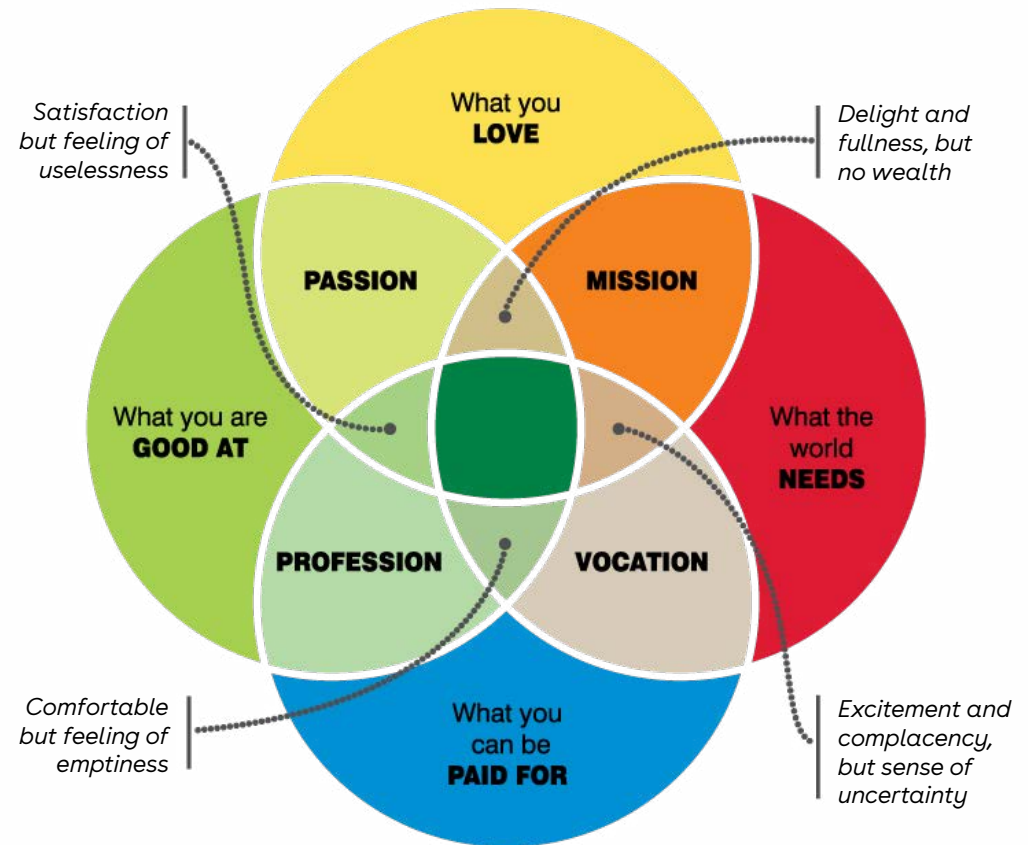 What you
LOVE
Satisfaction
but feeling of
uselessness
Delight and
fullness, but
no wealth
PASSION
MISSION
What you are
GOOD AT
What the
world
NEEDS
PROFESSION
VOCATION
Comfortable
but feeling of
emptiness
What you
can be
PAID FOR
Excitement and
complacency,
but sense of
uncertainty